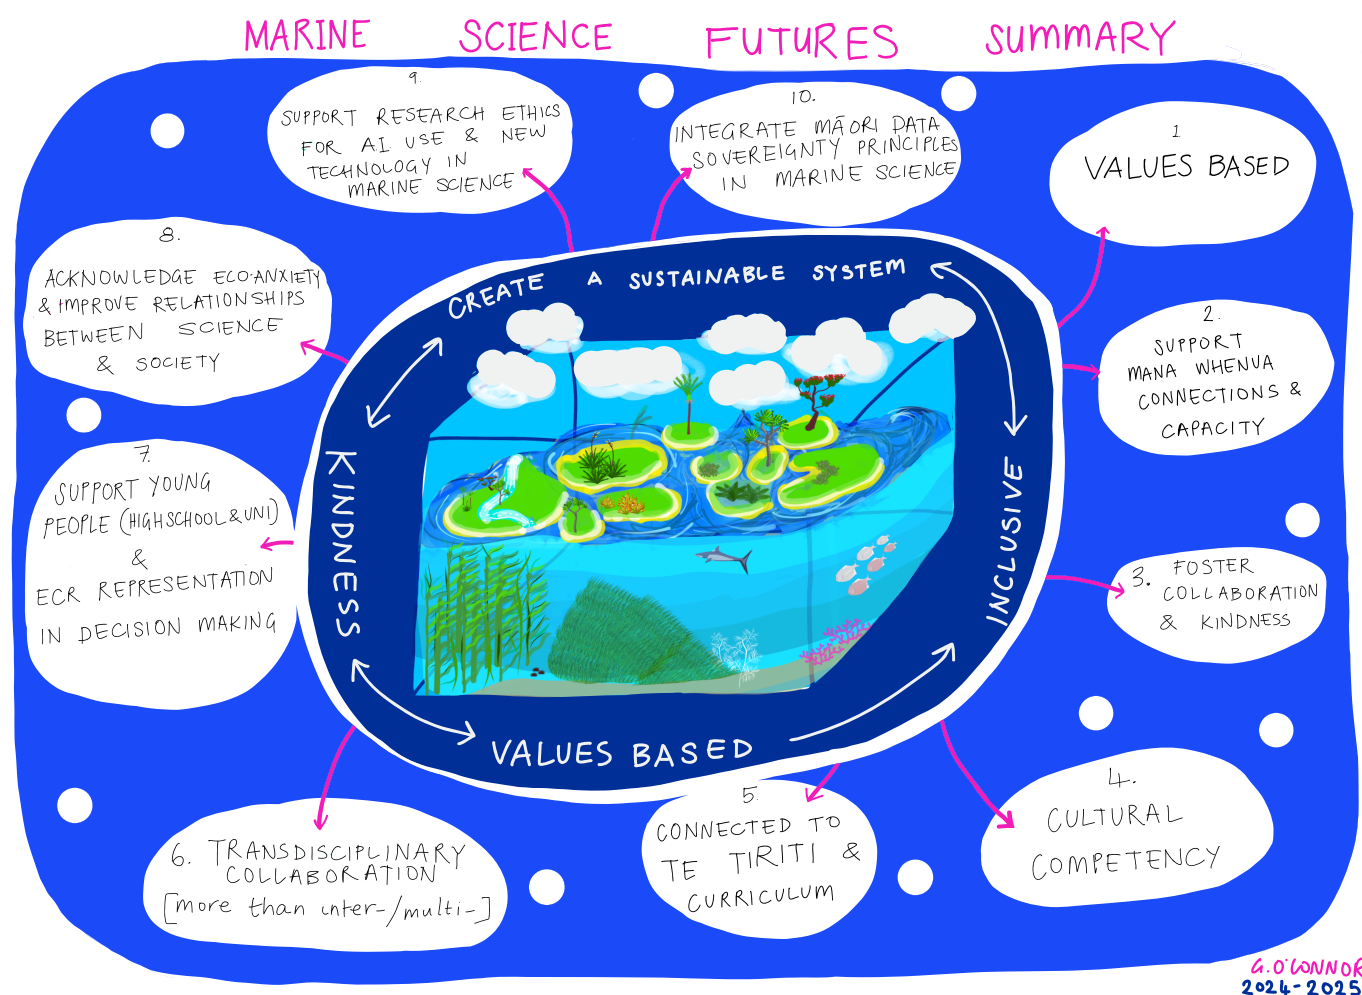 MARINE SCIENCE FUTURES SUMMARY
1
VALUES BASED
2.
SUPPORT
MANA WHENUA
CONNECTIONS &
CAPACITY
3. FOSTER
COLLABORATION
& KINDNESS
4.
CULTURAL
COMPETENCY
5.
CONNECTED TO
TE TIRITI &
CURRICULUM
6. TRANSDISCIPLINARY
COLLABORATION
[more than inter-/multi-]
7.
SUPPORT YOUNG
PEOPLE (HIGHSCHOOL & UNI)
&
ECR REPRESENTATION
IN DECISION MAKING
8.
ACKNOWLEDGE ECO-ANXIETY
& IMPROVE RELATIONSHIPS
BETWEEN SCIENCE
& SOCIETY
9.
SUPPORT RESEARCH ETHICS
FOR A.I. USE & NEW
TECHNOLOGY IN
MARINE SCIENCE
10.
INTEGRATE MĀORI DATA
SOVEREIGNTY PRINCIPLES
IN MARINE SCIENCE
CREATE A SUSTAINABLE SYSTEM
INCLUSIVE
VALUES BASED
KINDNESS
G. O'CONNOR
2024-2025